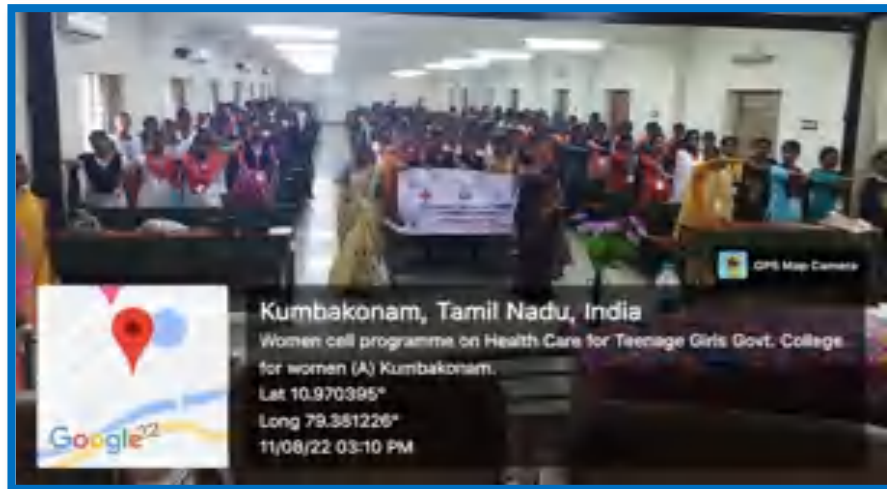 GPS Map Camera
Kumbakonam, Tamil Nadu, India
Women cell programme on Health Care for Teenage Girls Govt. College
for women (A) Kumbakonam.
Lat 10.970395°
Long 79.381226°
11/08/22 03:10 PM
Google